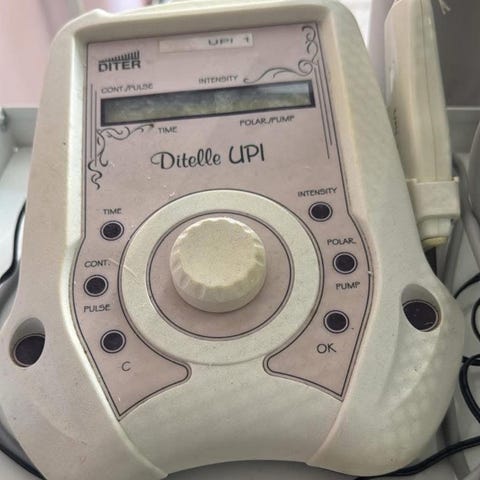 UPI 1
DITER
CONT./PULSE
INTENSITY
TIME
POLAR./PUMP
Ditelle UPI
TIME
INTENSITY
CONT.
POLAR.
PULSE
PUMP
C
OK